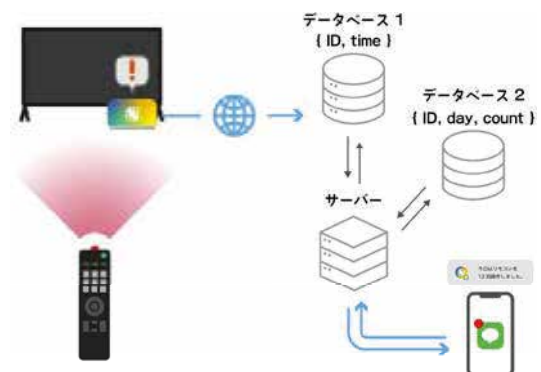 データベース 1
{ ID, time }
データベース 2
{ ID, day, count }
サーバー